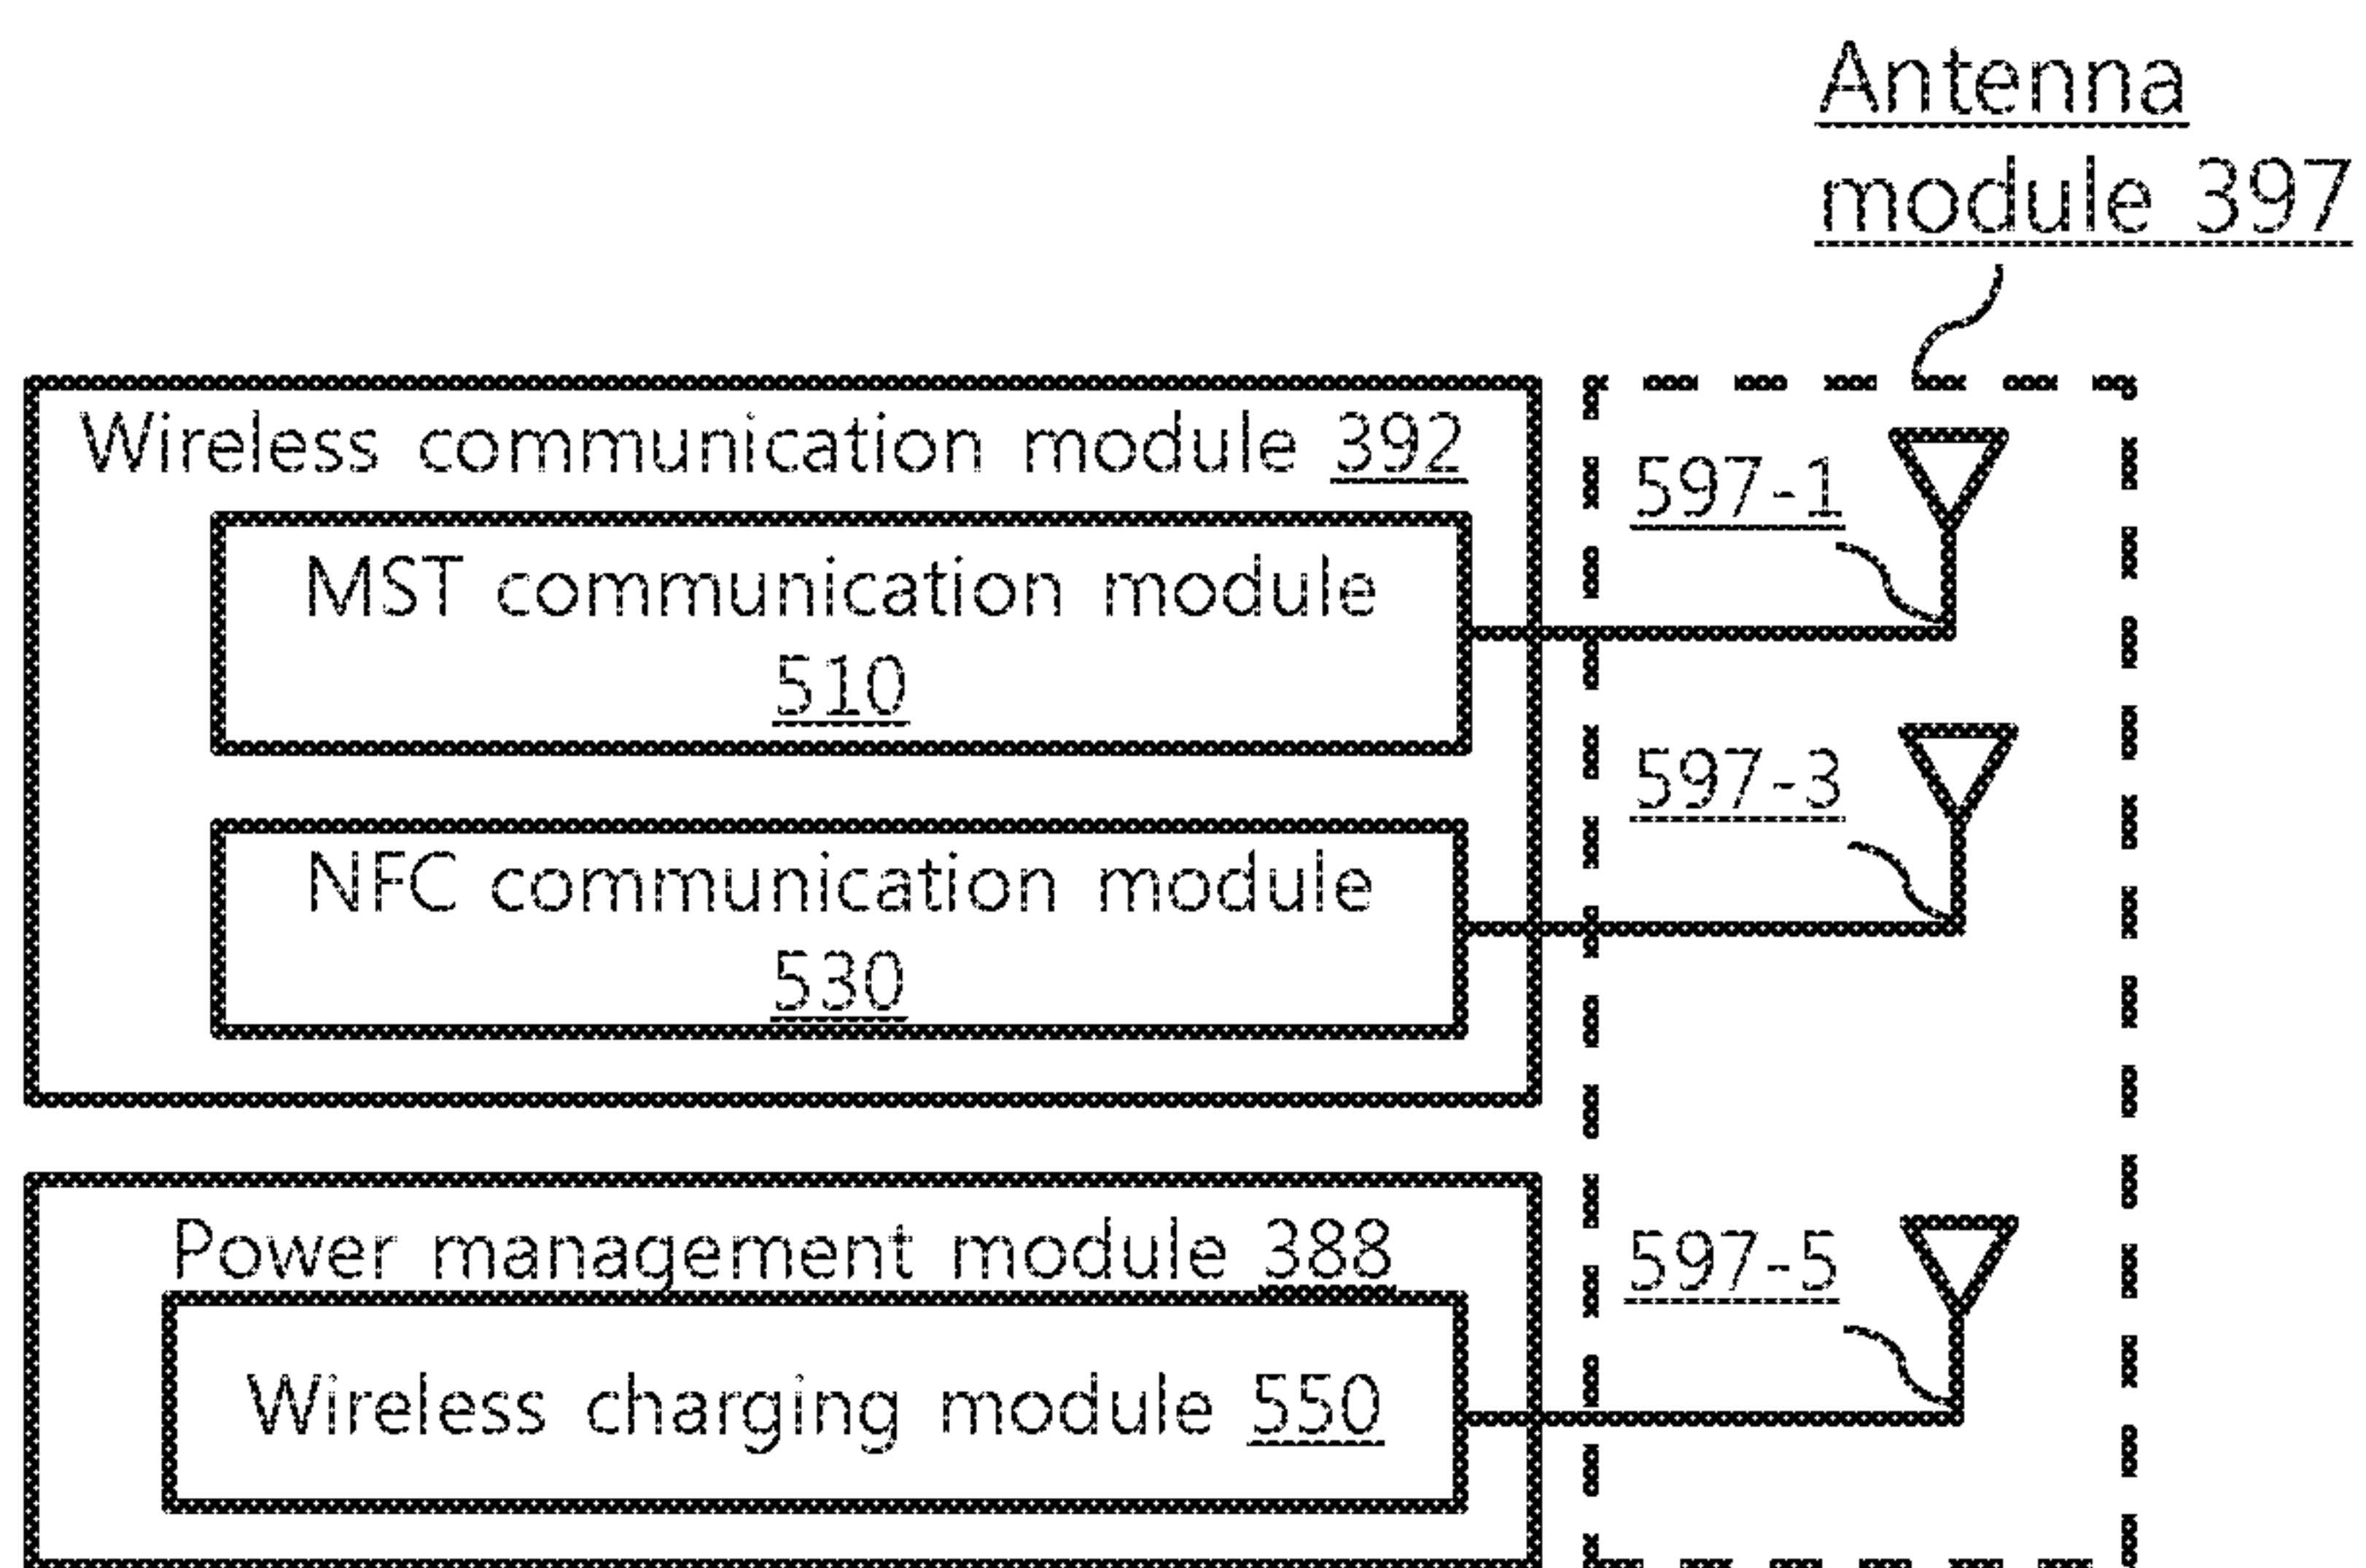 Antenna
module 397
Wireless communication module 392
597-1
MST communication module
510
597-3
NFC communication module
530
Power management module 388
597-5
Wireless charging module 550